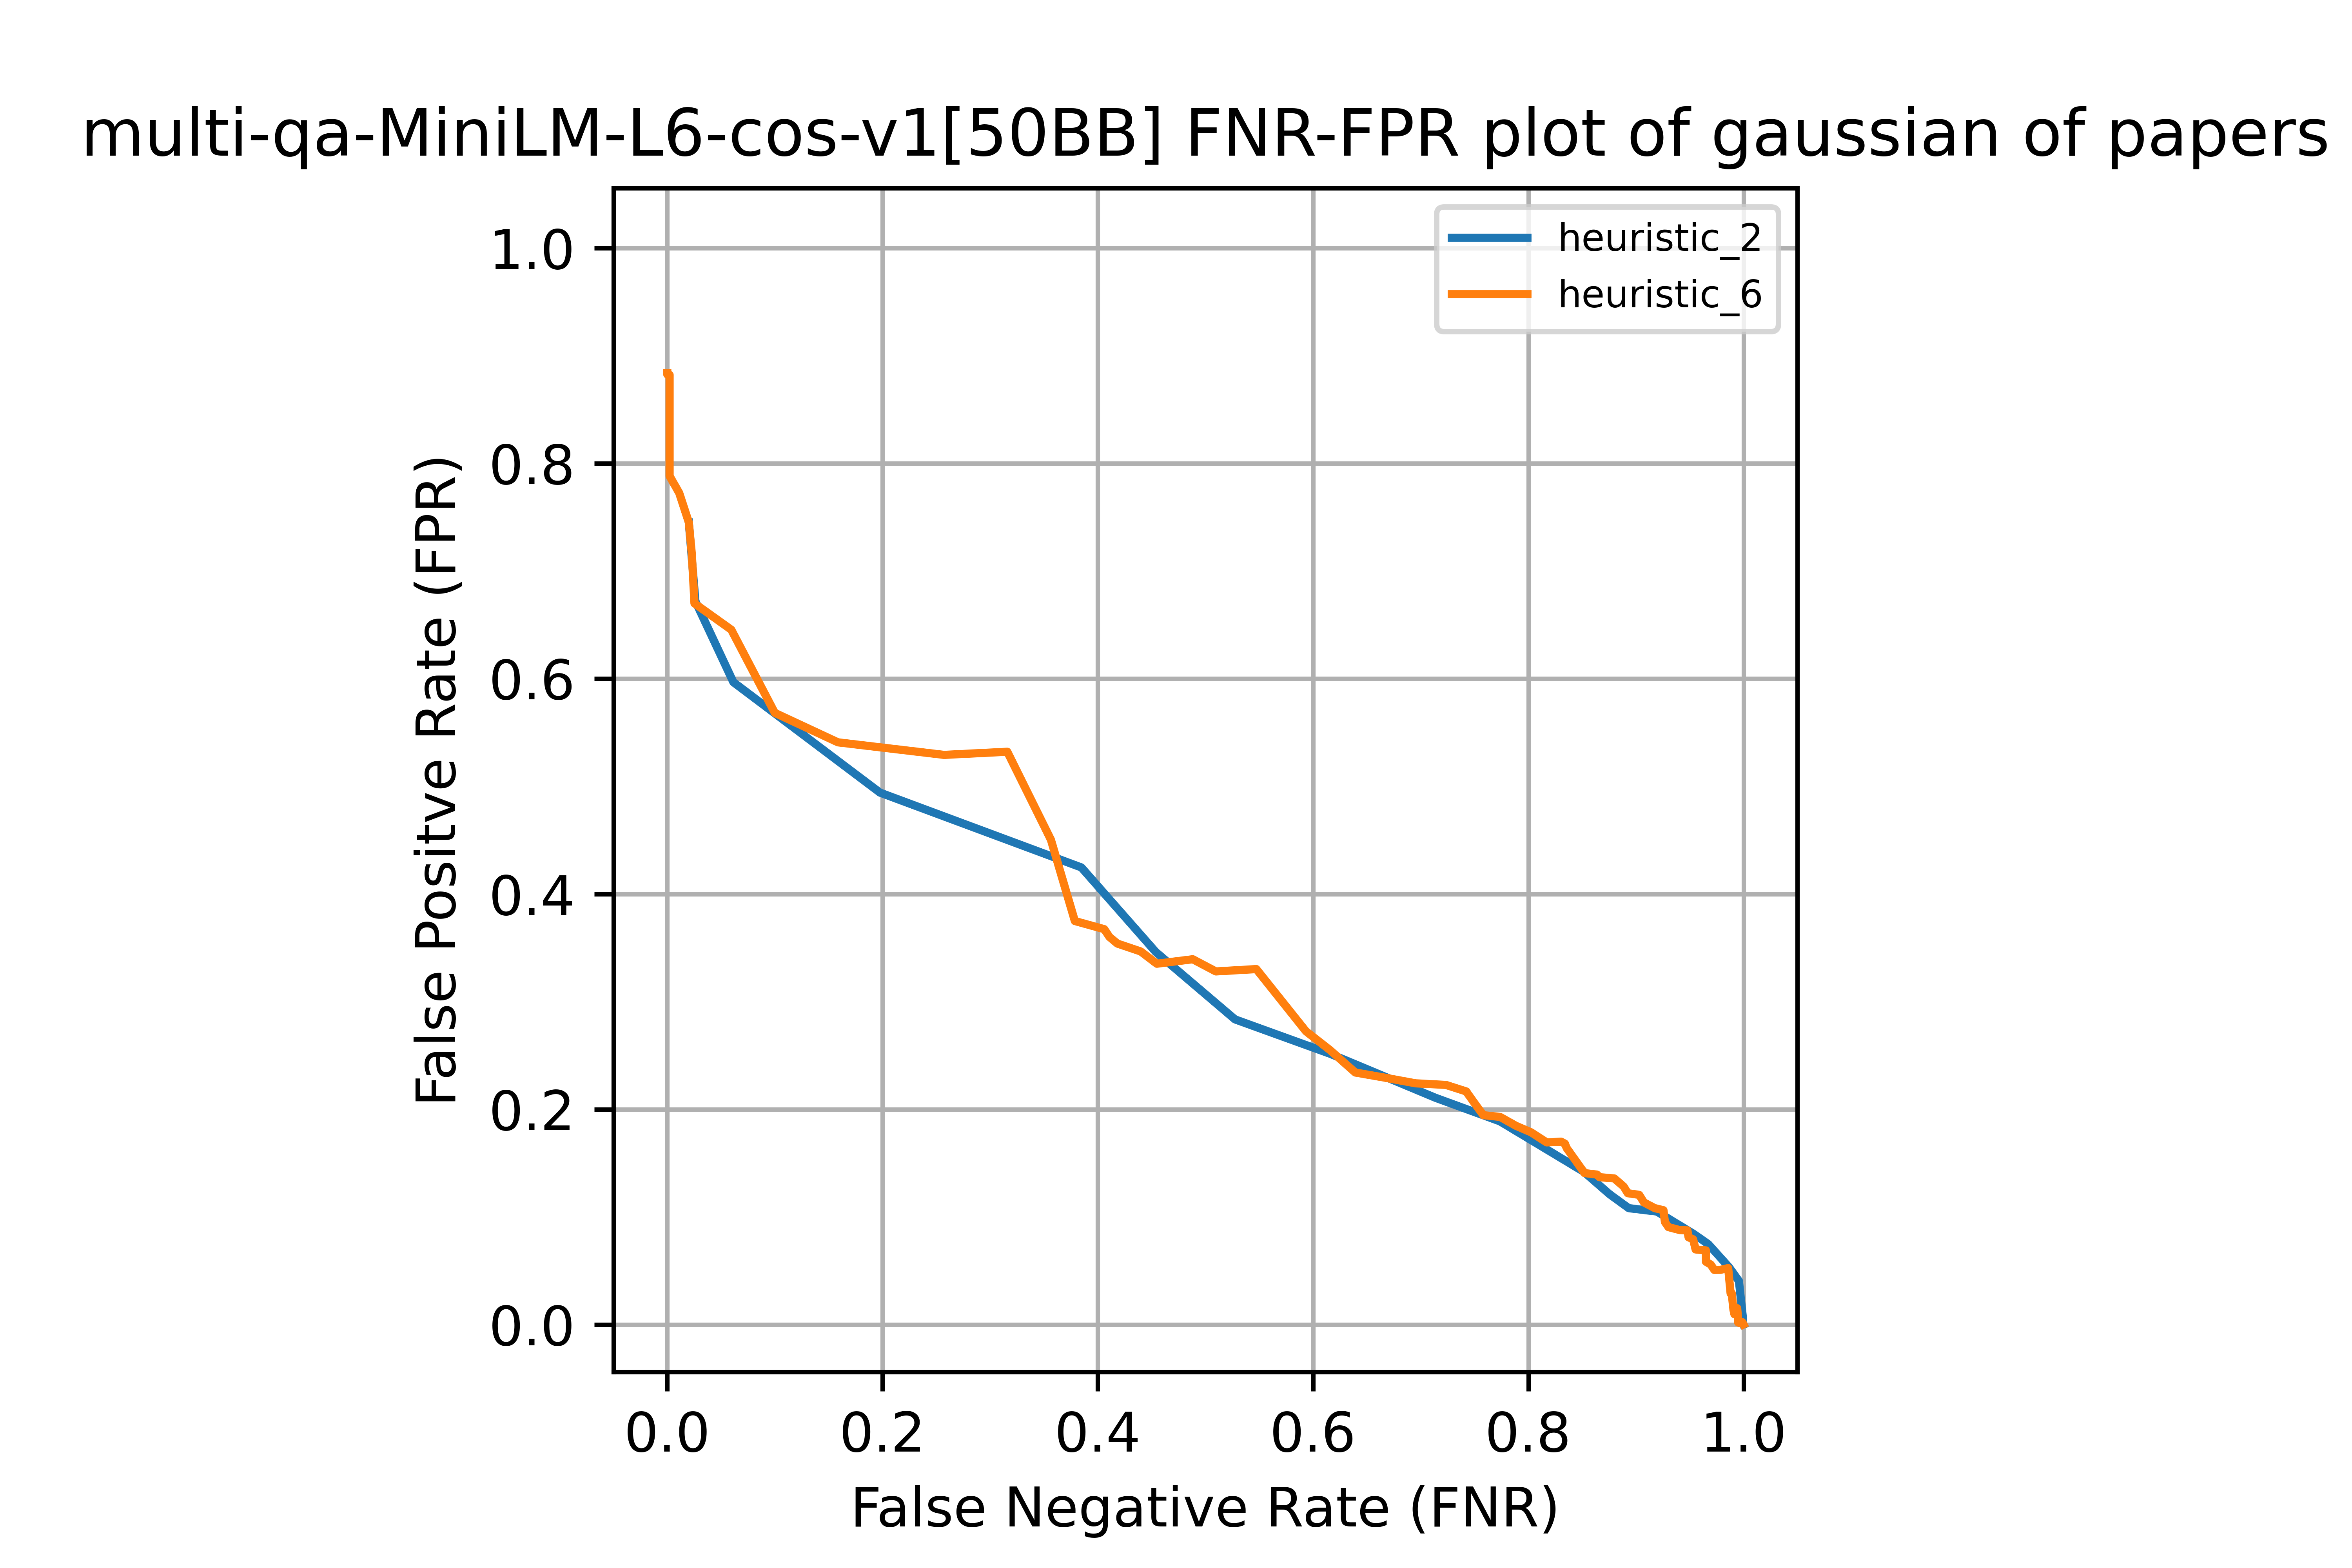 multi-qa-MiniLM-L6-cos-v1[50BB] FNR-FPR plot of gaussian of papers
heuristic_2
heuristic_6
False Positve Rate (FPR)
1.0
0.8
0.6
0.4
0.2
0.0
0.0 0.2 0.4 0.6 0.8 1.0
False Negative Rate (FNR)